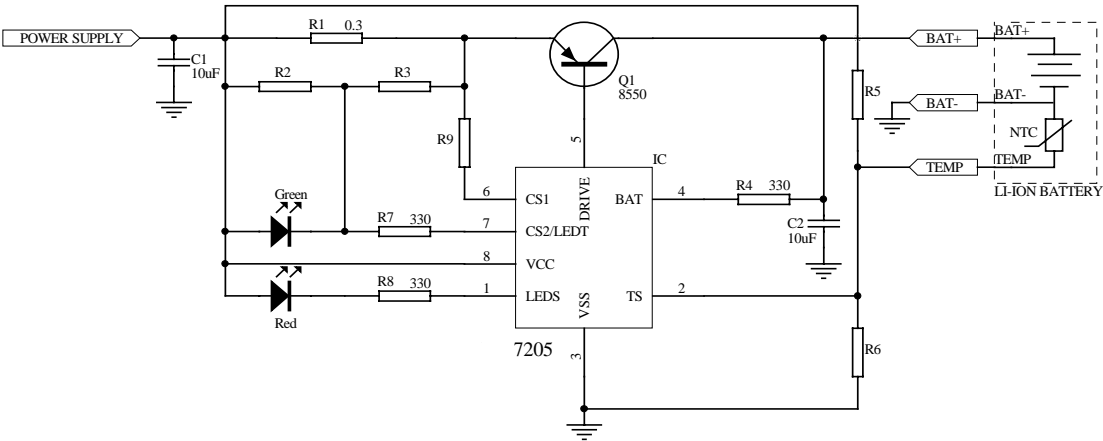 R1 0.3
POWER SUPPLY
BAT+
BAT+
C1
10uF
R2
R3
Q1
8550
R5
BAT-
BAT-
R9
NTC
5
IC
TEMP
TEMP
LI-ION BATTERY
6
CS1
DRIVE
BAT
4
R4 330
Green
R7 330
7
CS2/LEDT
C2
10uF
8
VCC
R8 330
1
LEDS
VSS
TS
2
Red
7205
3
R6